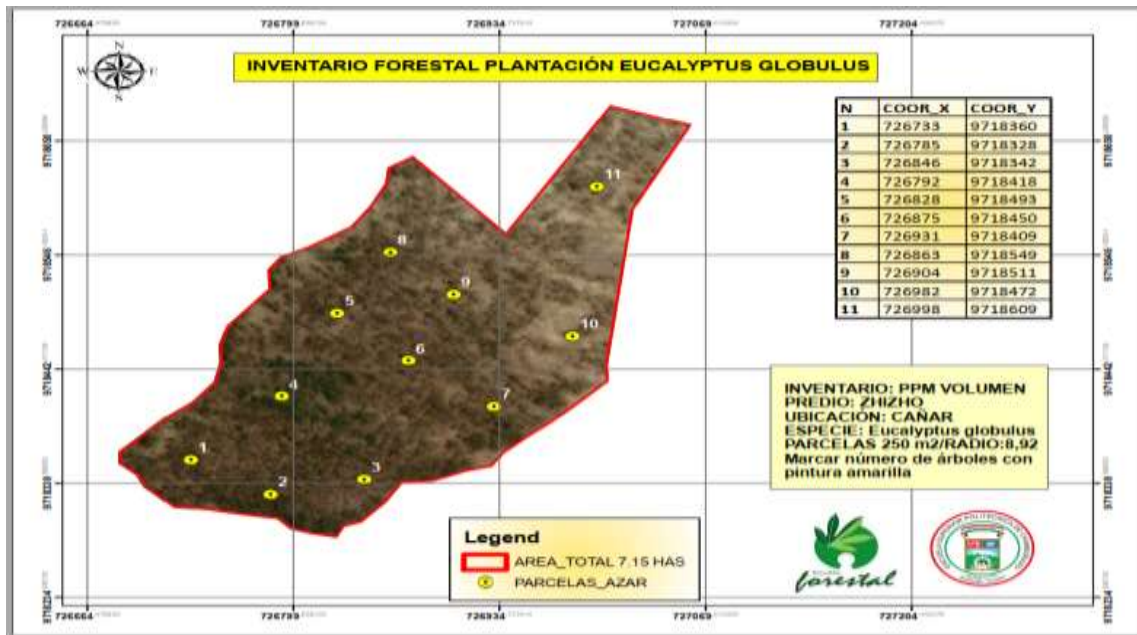 726664 726799 726934 727069 727204
N
W E
S
INVENTARIO FORESTAL PLANTACIÓN EUCALYPTUS GLOBULUS
N COOR_X COOR_Y
1 726733 9718360
2 726785 9718328
3 726846 9718342
4 726792 9718418
5 726828 9718493
6 726875 9718450
7 726931 9718409
8 726863 9718549
9 726904 9718511
10 726982 9718472
11 726998 9718609
11
8
9
5
10
6
4
7
1
3
2
INVENTARIO: PPM VOLUMEN
PREDIO: ZHIZHO
UBICACIÓN: CAÑAR
ESPECIE: Eucalyptus globulus
PARCELAS 250 m2/RADIO:8,92
Marcar número de árboles con
pintura amarilla
Legend
AREA_TOTAL 7.15 HAS
PARCELAS_AZAR
forestal
9718546
9718442
9718339
9718234
726664 726799 726934 727069 727204